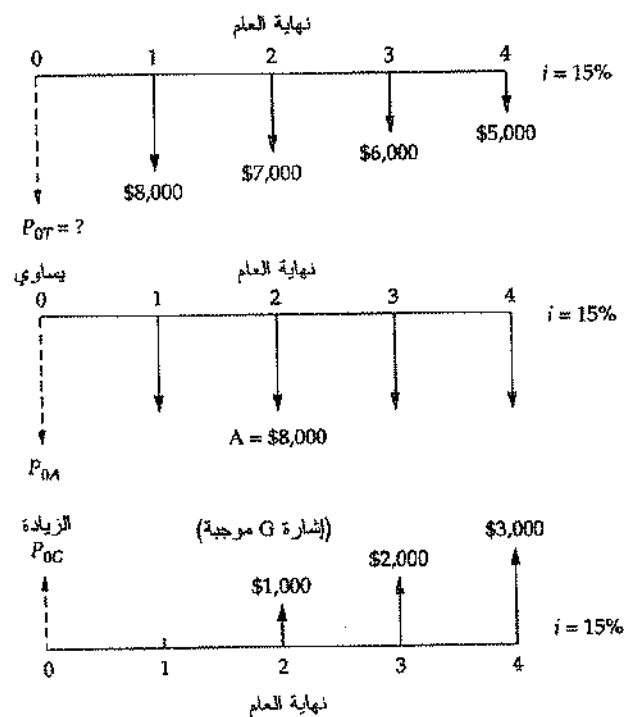 نهاية العام
0 1 2 3 4
i = 15%
$8,000 $7,000 $6,000 $5,000
P0T = ?
يساوي
نهاية العام
0 1 2 3 4
i = 15%
A = $8,000
P0A
الزيادة
P0G
(إشارة G موجبة)
$1,000 $2,000 $3,000
i = 15%
0 1 2 3 4
نهاية العام